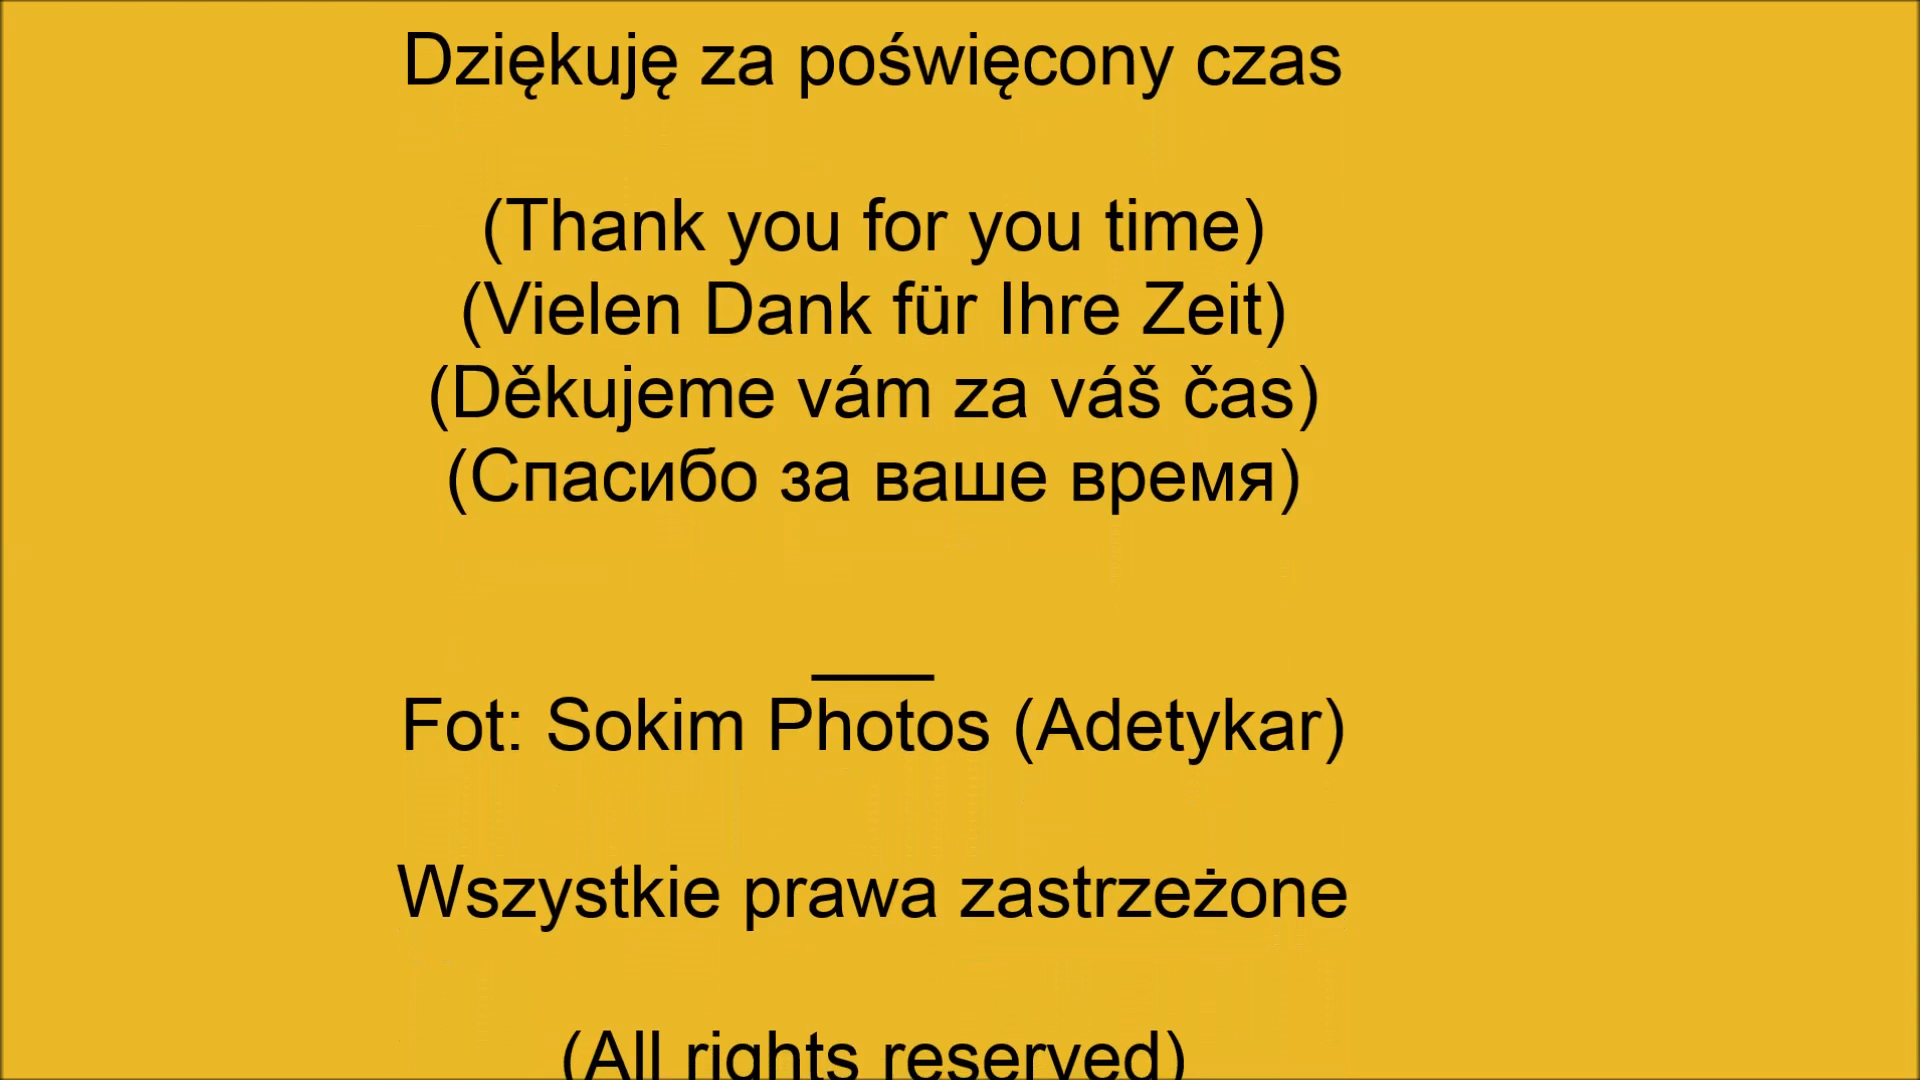 Dziękuję za poświęcony czas
(Thank you for you time)
(Vielen Dank für Ihre Zeit)
(Děkujeme vám za váš čas)
(Спасибо за ваше время)
___
Fot: Sokim Photos (Adetykar)
Wszystkie prawa zastrzeżone
(All rights reserved)